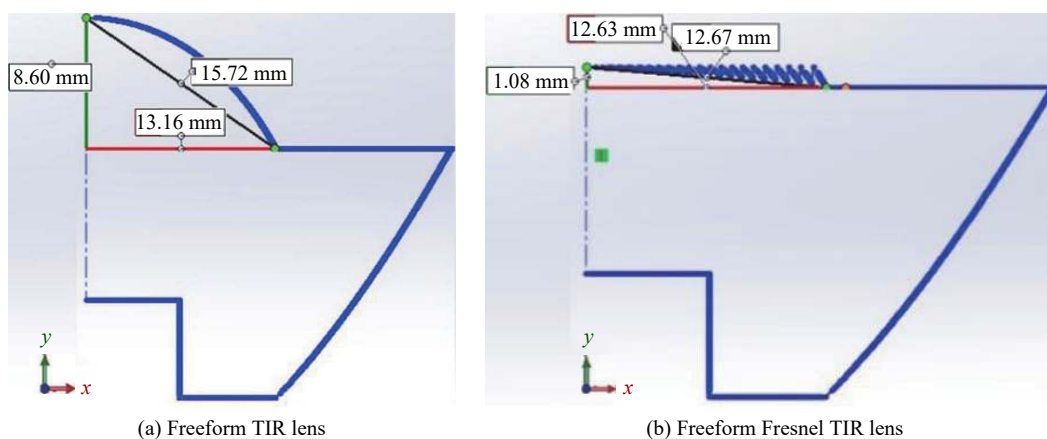 8.60 mm
15.72 mm
13.16 mm
y
x
(a) Freeform TIR lens
12.63 mm
12.67 mm
1.08 mm
y
x
(b) Freeform Fresnel TIR lens